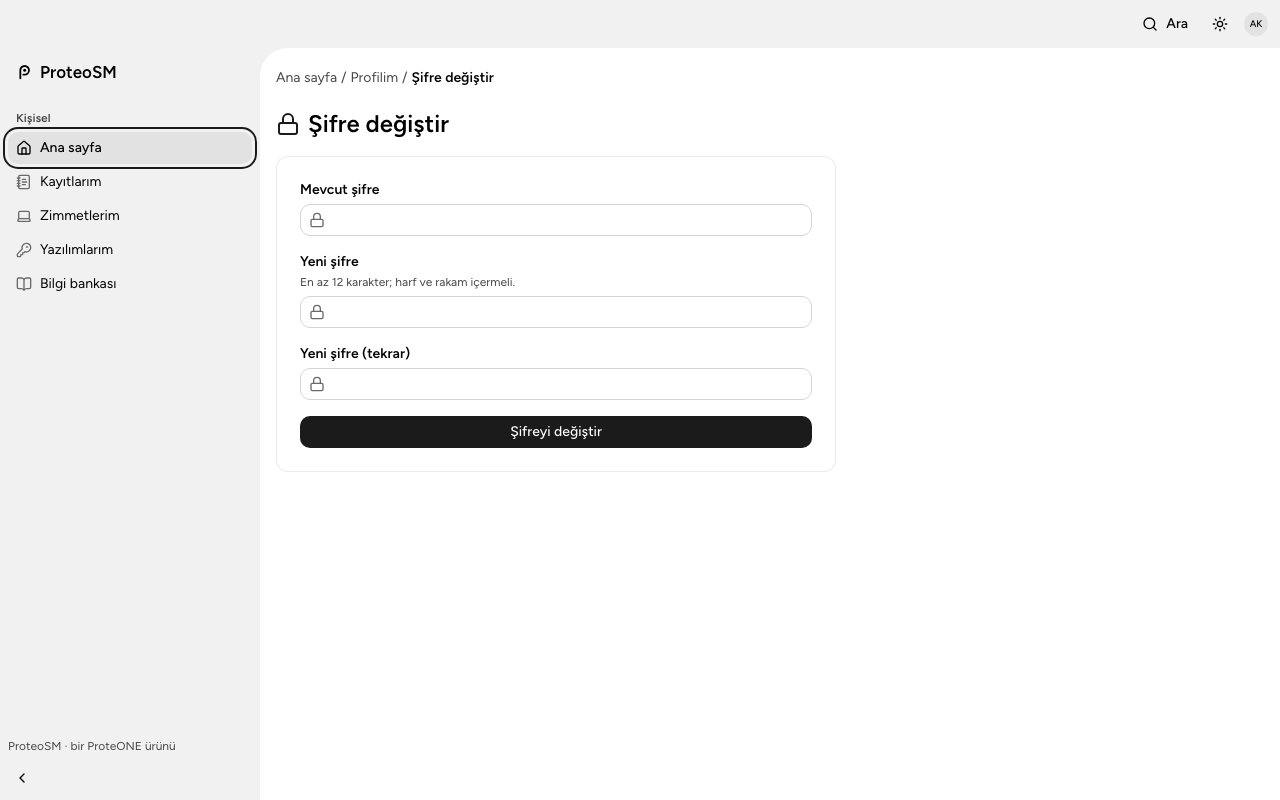 Ara
AK
ProteoSM
Kişisel
Ana sayfa
Kayıtlarım
Zimmetlerim
Yazılımlarım
Bilgi bankası
ProteoSM · bir ProteONE ürünü
Ana sayfa / Profilim / Şifre değiştir
Şifre değiştir
Mevcut şifre
Yeni şifre
En az 12 karakter; harf ve rakam içermeli.
Yeni şifre (tekrar)
Şifreyi değiştir